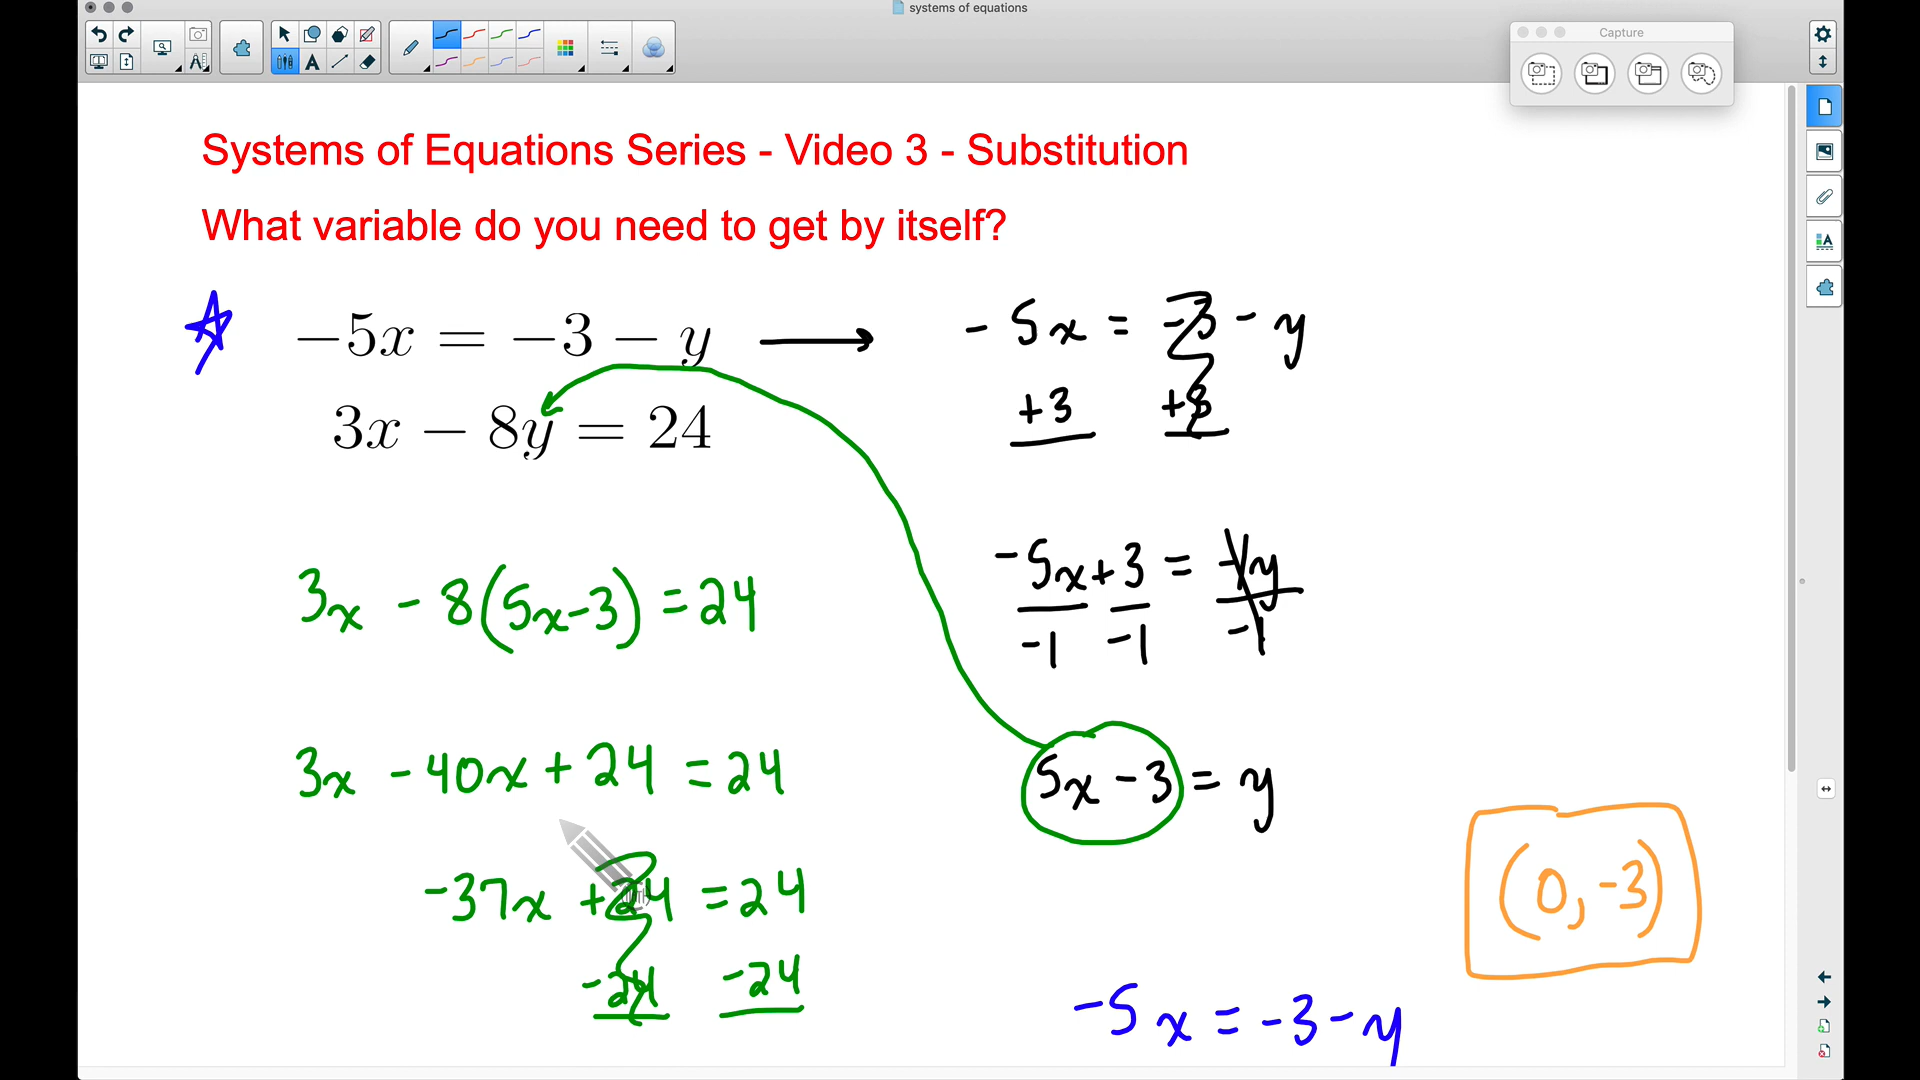 systems of equations
Capture
Systems of Equations Series - Video 3 - Substitution
What variable do you need to get by itself?
−5x = −3 − y
3x − 8y = 24
-5x = -3 - y
+3 +3
-5x+3 = -1y
-1 -1 -1
5x - 3 = y
3x - 8(5x-3) = 24
3x - 40x + 24 = 24
-37x +24 = 24
-24 -24
(0, -3)
-5x = -3 - y